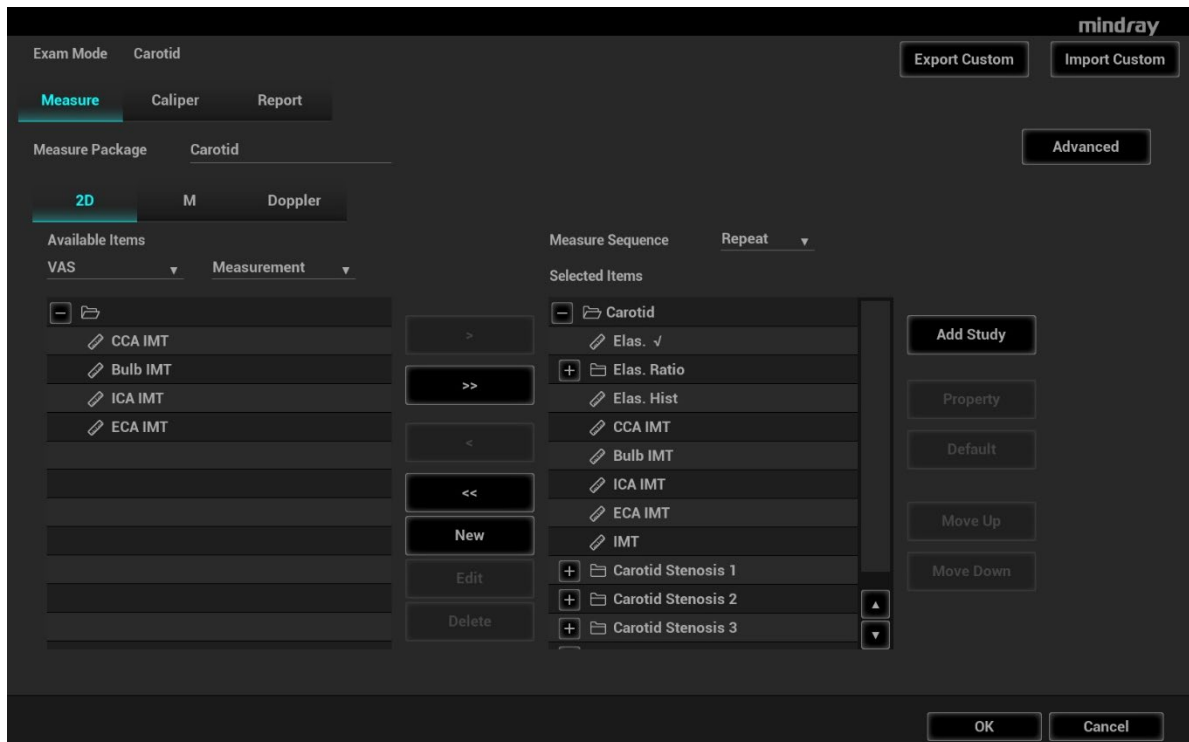 mindray
Exam Mode Carotid
Export Custom Import Custom
Measure Caliper Report
Measure Package Carotid
Advanced
2D M Doppler
Available Items
Measure Sequence Repeat
VAS Measurement
Selected Items
Carotid
CCA IMT
Bulb IMT
ICA IMT
ECA IMT
>
>>
<
<<
New
Edit
Delete
Elas. √
Elas. Ratio
Elas. Hist
CCA IMT
Bulb IMT
ICA IMT
ECA IMT
IMT
Carotid Stenosis 1
Carotid Stenosis 2
Carotid Stenosis 3
Add Study
Property
Default
Move Up
Move Down
OK Cancel